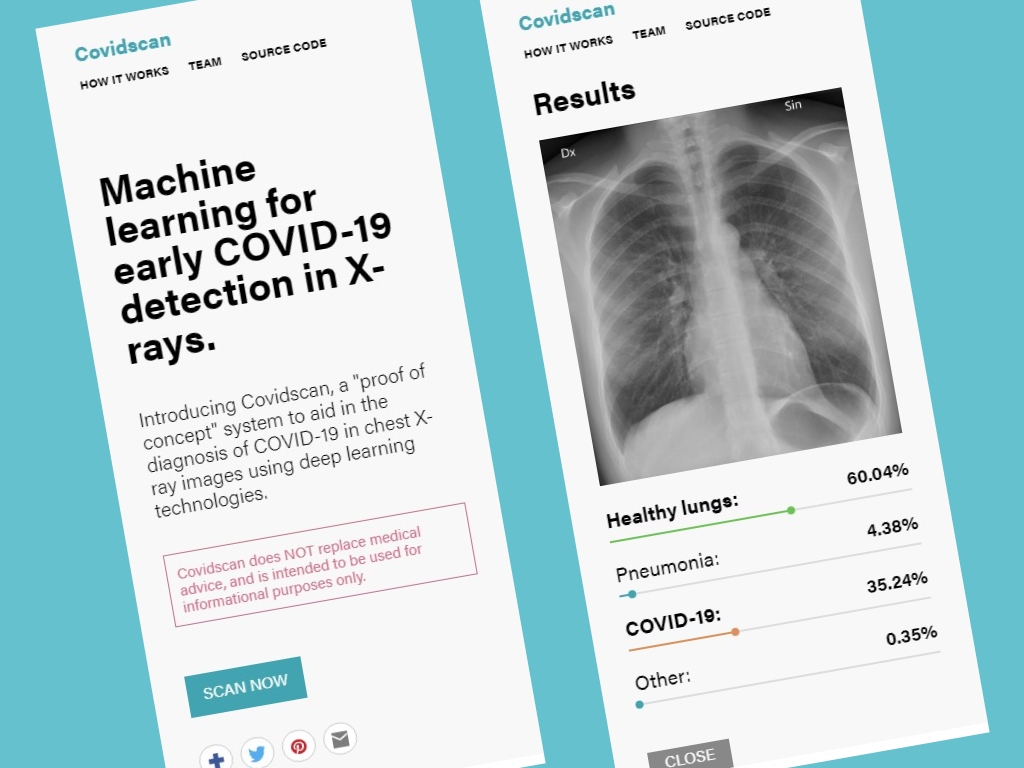 Covidscan
HOW IT WORKS TEAM SOURCE CODE
Machine
learning for
early COVID-19
detection in X-
rays.
Introducing Covidscan, a "proof of
concept" system to aid in the
diagnosis of COVID-19 in chest X-
ray images using deep learning
technologies.
Covidscan does NOT replace medical
advice, and is intended to be used for
informational purposes only.
SCAN NOW
Covidscan
HOW IT WORKS TEAM SOURCE CODE
Results
Dx Sin
Healthy lungs: 60.04%
Pneumonia: 4.38%
COVID-19: 35.24%
Other: 0.35%
CLOSE